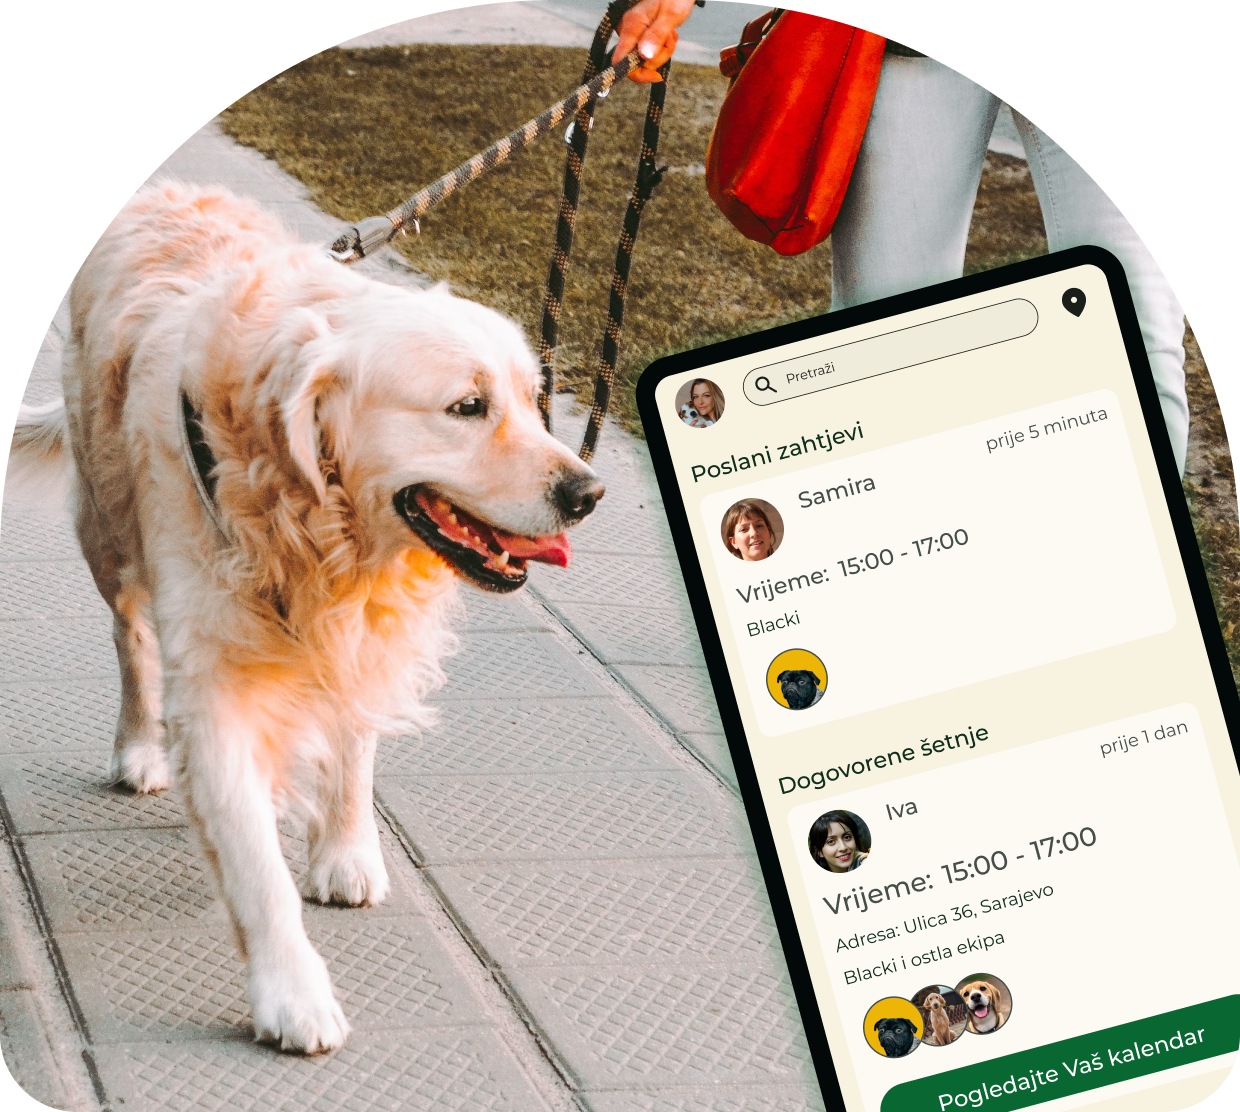 Pretraži
Poslani zahtjevi
prije 5 minuta
Samira
Vrijeme: 15:00 - 17:00
Blacki
Dogovorene šetnje
prije 1 dan
Iva
Vrijeme: 15:00 - 17:00
Adresa: Ulica 36, Sarajevo
Blacki i ostla ekipa
Pogledajte Vaš kalendar